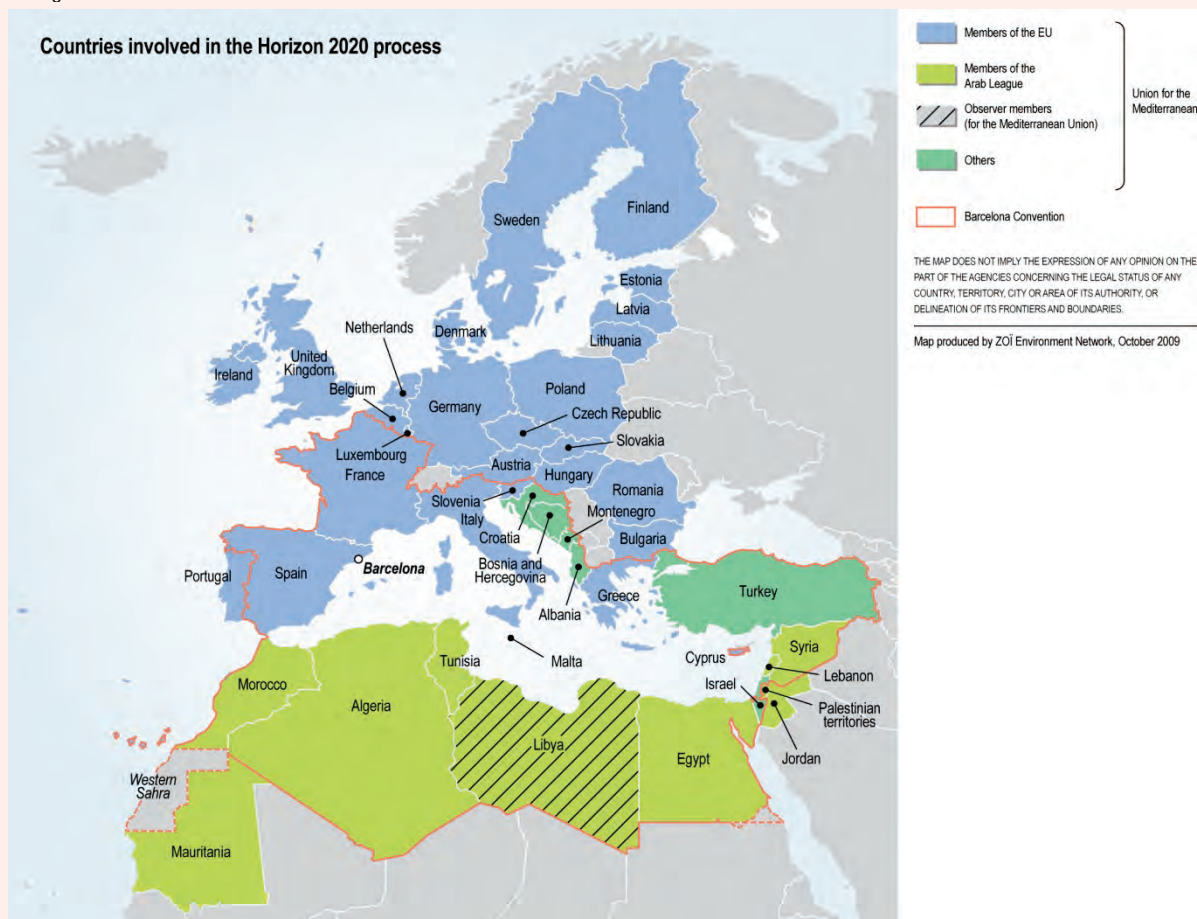 Countries involved in the Horizon 2020 process
Members of the EU
Members of the
Arab League
Observer members
(for the Mediterranean Union)
Others
Union for the
Mediterranean
Barcelona Convention
THE MAP DOES NOT IMPLY THE EXPRESSION OF ANY OPINION ON THE
PART OF THE AGENCIES CONCERNING THE LEGAL STATUS OF ANY
COUNTRY, TERRITORY, CITY OR AREA OF ITS AUTHORITY, OR
DELINEATION OF ITS FRONTIERS AND BOUNDARIES.
Map produced by ZOÏ Environment Network, October 2009
Sweden
Finland
Estonia
Latvia
Lithuania
Denmark
Netherlands
United
Kingdom
Ireland
Belgium
Germany
Poland
Czech Republic
Slovakia
Luxembourg
France
Austria
Hungary
Romania
Slovenia
Italy
Montenegro
Croatia
Bulgaria
Bosnia and
Hercegovina
Barcelona
Portugal
Spain
Albania
Greece
Turkey
Malta
Cyprus
Syria
Lebanon
Israel
Palestinian
territories
Jordan
Tunisia
Morocco
Algeria
Libya
Egypt
Western
Sahra
Mauritania